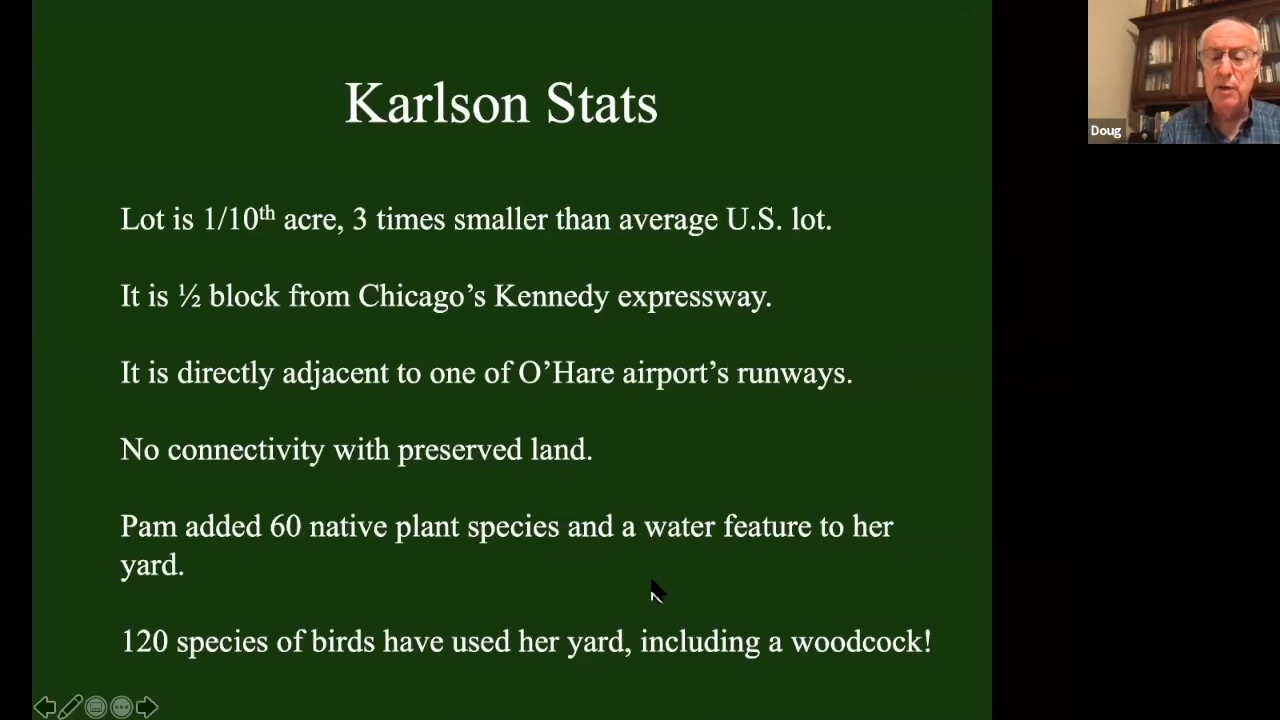 Karlson Stats
Doug
Lot is 1/10th acre, 3 times smaller than average U.S. lot.
It is ½ block from Chicago’s Kennedy expressway.
It is directly adjacent to one of O’Hare airport’s runways.
No connectivity with preserved land.
Pam added 60 native plant species and a water feature to her
yard.
120 species of birds have used her yard, including a woodcock!